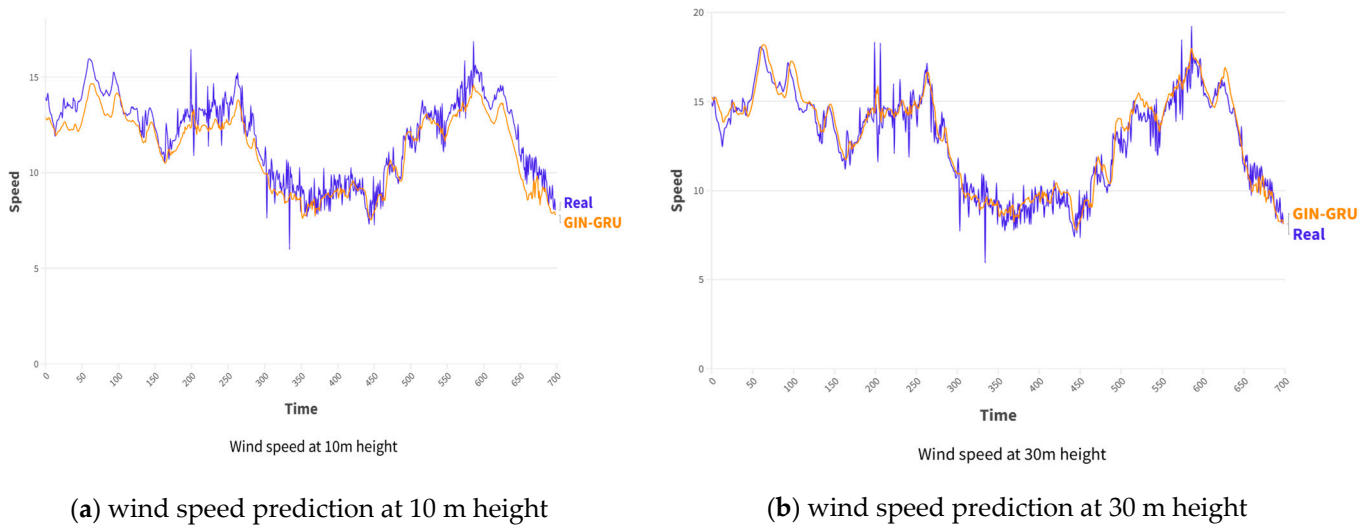 15
10
5
0
Speed
0 50 100 150 200 250 300 350 400 450 500 550 600 650 700
Time
Real
GIN-GRU
Wind speed at 10m height
(a) wind speed prediction at 10 m height
20
15
10
5
0
Speed
0 50 100 150 200 250 300 350 400 450 500 550 600 650 700
Time
GIN-GRU
Real
Wind speed at 30m height
(b) wind speed prediction at 30 m height